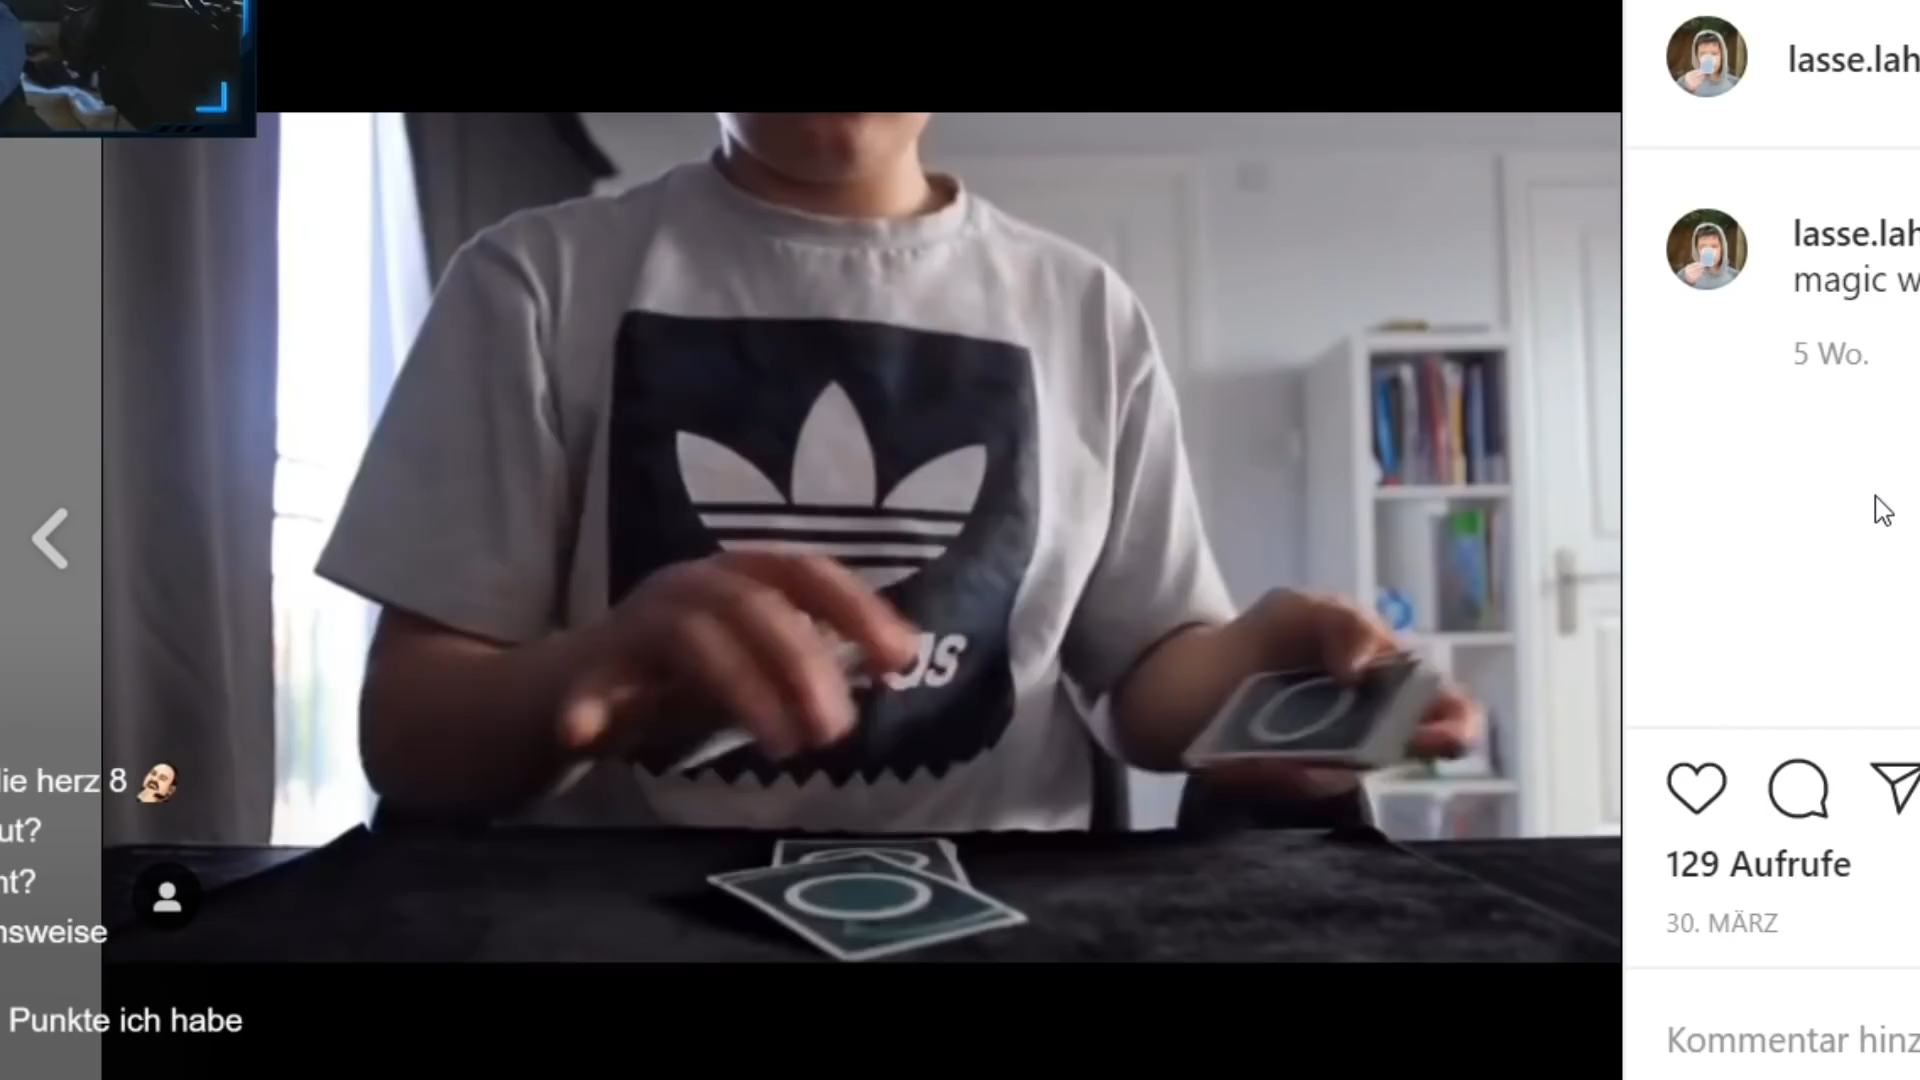 lasse.lah
lasse.lah
magic w
5 Wo.
die herz 8
ut?
nt?
nsweise
Punkte ich habe
129 Aufrufe
30. MÄRZ
Kommentar hinz